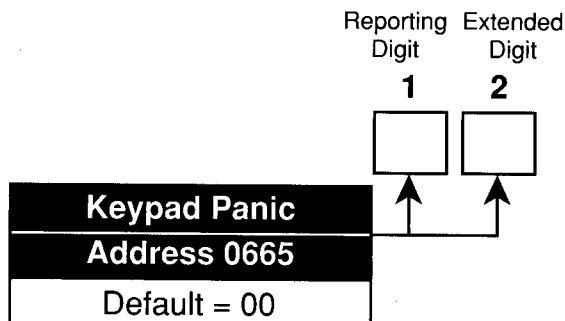 Reporting Extended
Digit Digit
1 2
Keypad Panic
Address 0665
Default = 00